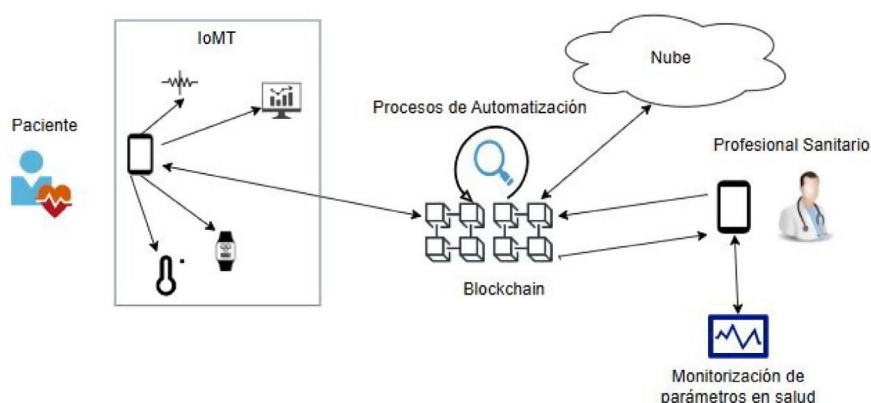 IoMT
Nube
Procesos de Automatización
Paciente
Profesional Sanitario
Blockchain
Monitorización de
parámetros en salud